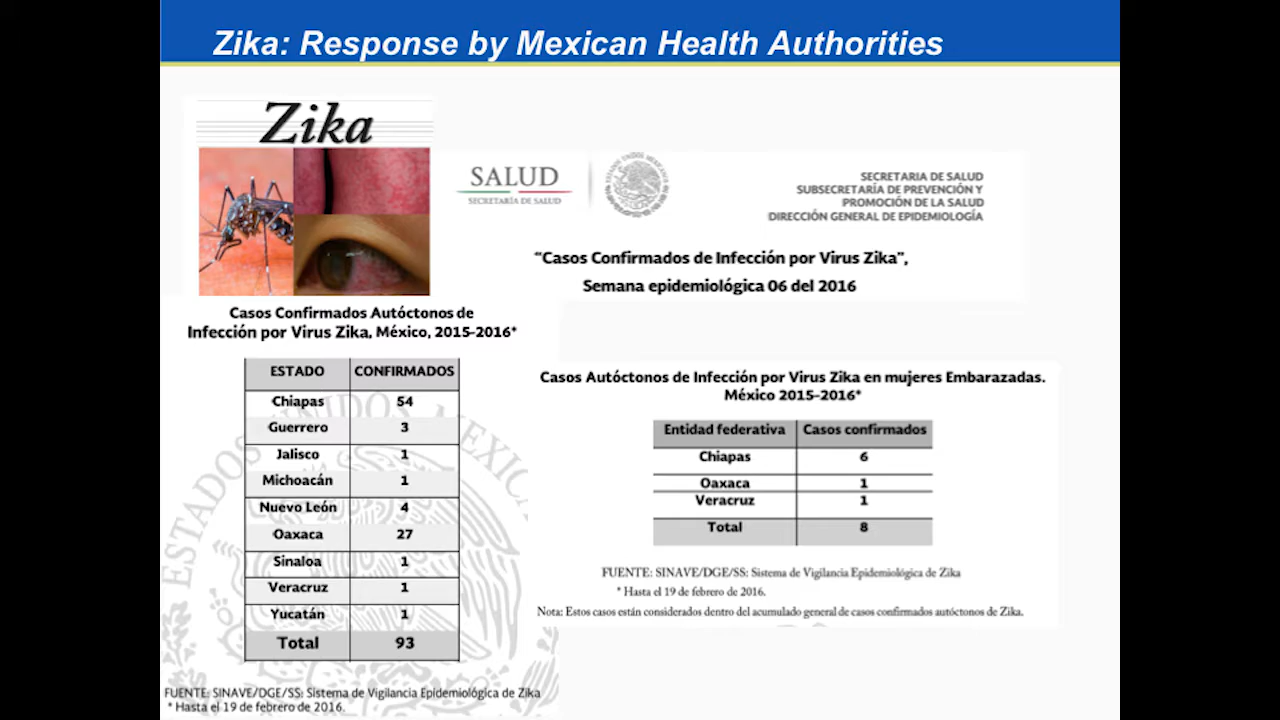 Zika: Response by Mexican Health Authorities
Zika
SALUD
SECRETARÍA DE SALUD
ESTADOS UNIDOS MEXICANOS
SECRETARIA DE SALUD
SUBSECRETARÍA DE PREVENCIÓN Y
PROMOCIÓN DE LA SALUD
DIRECCIÓN GENERAL DE EPIDEMIOLOGÍA
“Casos Confirmados de Infección por Virus Zika”,
Semana epidemiológica 06 del 2016
Casos Confirmados Autóctonos de
Infección por Virus Zika, México, 2015-2016*
ESTADO CONFIRMADOS
Chiapas 54
Guerrero 3
Jalisco 1
Michoacán 1
Nuevo León 4
Oaxaca 27
Sinaloa 1
Veracruz 1
Yucatán 1
Total 93
FUENTE: SINAVE/DGE/SS: Sistema de Vigilancia Epidemiológica de Zika
* Hasta el 19 de febrero de 2016.
Casos Autóctonos de Infección por Virus Zika en mujeres Embarazadas.
México 2015-2016*
Entidad federativa Casos confirmados
Chiapas 6
Oaxaca 1
Veracruz 1
Total 8
FUENTE: SINAVE/DGE/SS: Sistema de Vigilancia Epidemiológica de Zika
* Hasta el 19 de febrero de 2016.
Nota: Estos casos están considerados dentro del acumulado general de casos confirmados autóctonos de Zika.